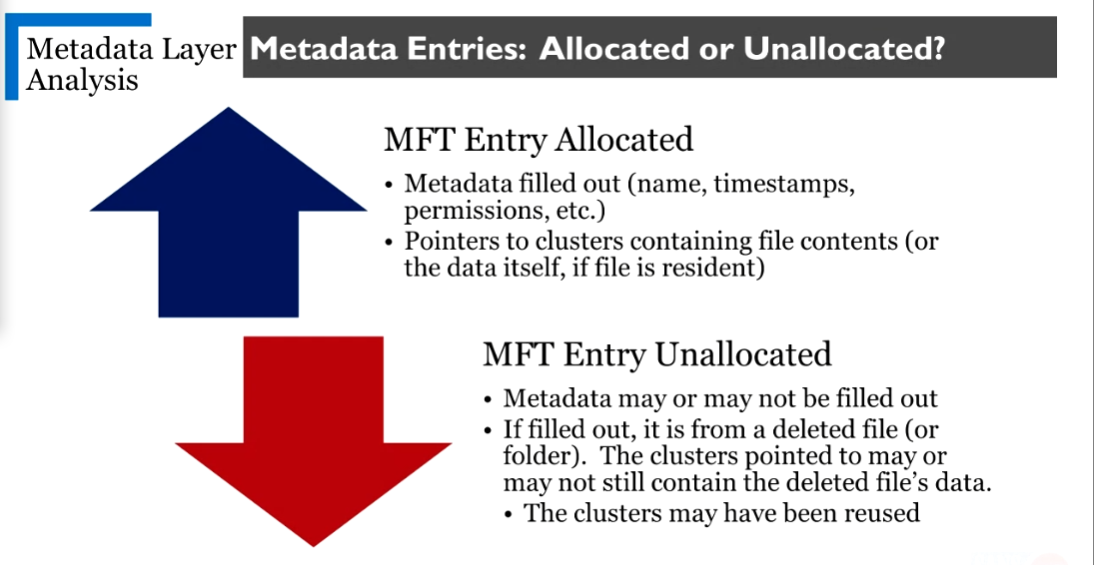 Metadata Layer
Analysis
Metadata Entries: Allocated or Unallocated?
MFT Entry Allocated
• Metadata filled out (name, timestamps,
permissions, etc.)
• Pointers to clusters containing file contents (or
the data itself, if file is resident)
MFT Entry Unallocated
• Metadata may or may not be filled out
• If filled out, it is from a deleted file (or
folder). The clusters pointed to may or
may not still contain the deleted file's data.
• The clusters may have been reused